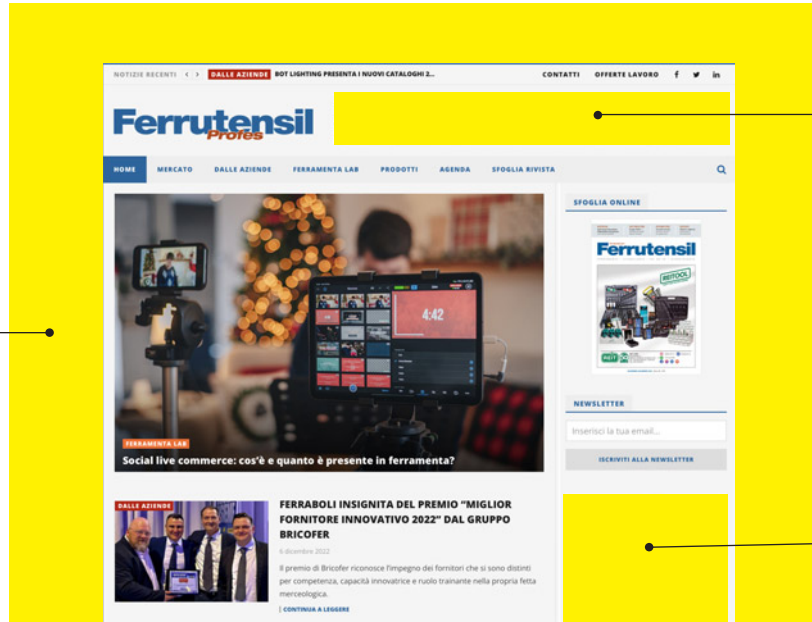 NOTIZIE RECENTI < > DALLE AZIENDE BOT LIGHTING PRESENTA I NUOVI CATALOGHI 2...
CONTATTI OFFERTE LAVORO
Ferrutensil
Profes
HOME MERCATO DALLE AZIENDE FERRAMENTA LAB PRODOTTI AGENDA SFOGLIA RIVISTA
4:42
FERRAMENTA LAB
Social live commerce: cos'è e quanto è presente in ferramenta?
SFOGLIA ONLINE
Ferrutensil
REITOOL
NEWSLETTER
Inserisci la tua email...
ISCRIVITI ALLA NEWSLETTER
DALLE AZIENDE
FERRABOLI INSIGNITA DEL PREMIO "MIGLIOR
FORNITORE INNOVATIVO 2022" DAL GRUPPO
BRICOFER
6 dicembre 2022
Il premio di Bricofer riconosce l'impegno dei fornitori che si sono distinti
per competenza, capacità innovatrice e ruolo trainante nella propria fetta
merceologica.
| CONTINUA A LEGGERE